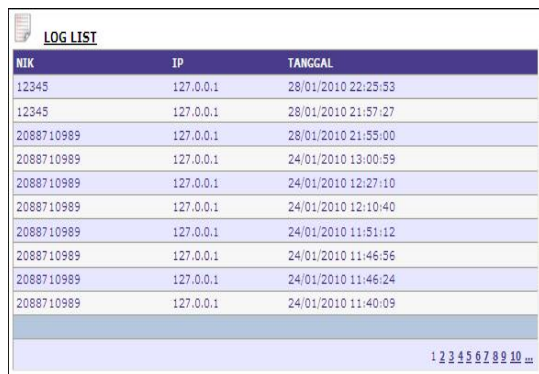 LOG LIST
NIK IP TANGGAL
12345 127.0.0.1 28/01/2010 22:25:53
12345 127.0.0.1 28/01/2010 21:57:27
2088710989 127.0.0.1 28/01/2010 21:55:00
2088710989 127.0.0.1 24/01/2010 13:00:59
2088710989 127.0.0.1 24/01/2010 12:27:10
2088710989 127.0.0.1 24/01/2010 12:10:40
2088710989 127.0.0.1 24/01/2010 11:51:12
2088710989 127.0.0.1 24/01/2010 11:46:56
2088710989 127.0.0.1 24/01/2010 11:46:24
2088710989 127.0.0.1 24/01/2010 11:40:09
1 2 3 4 5 6 7 8 9 10 ...